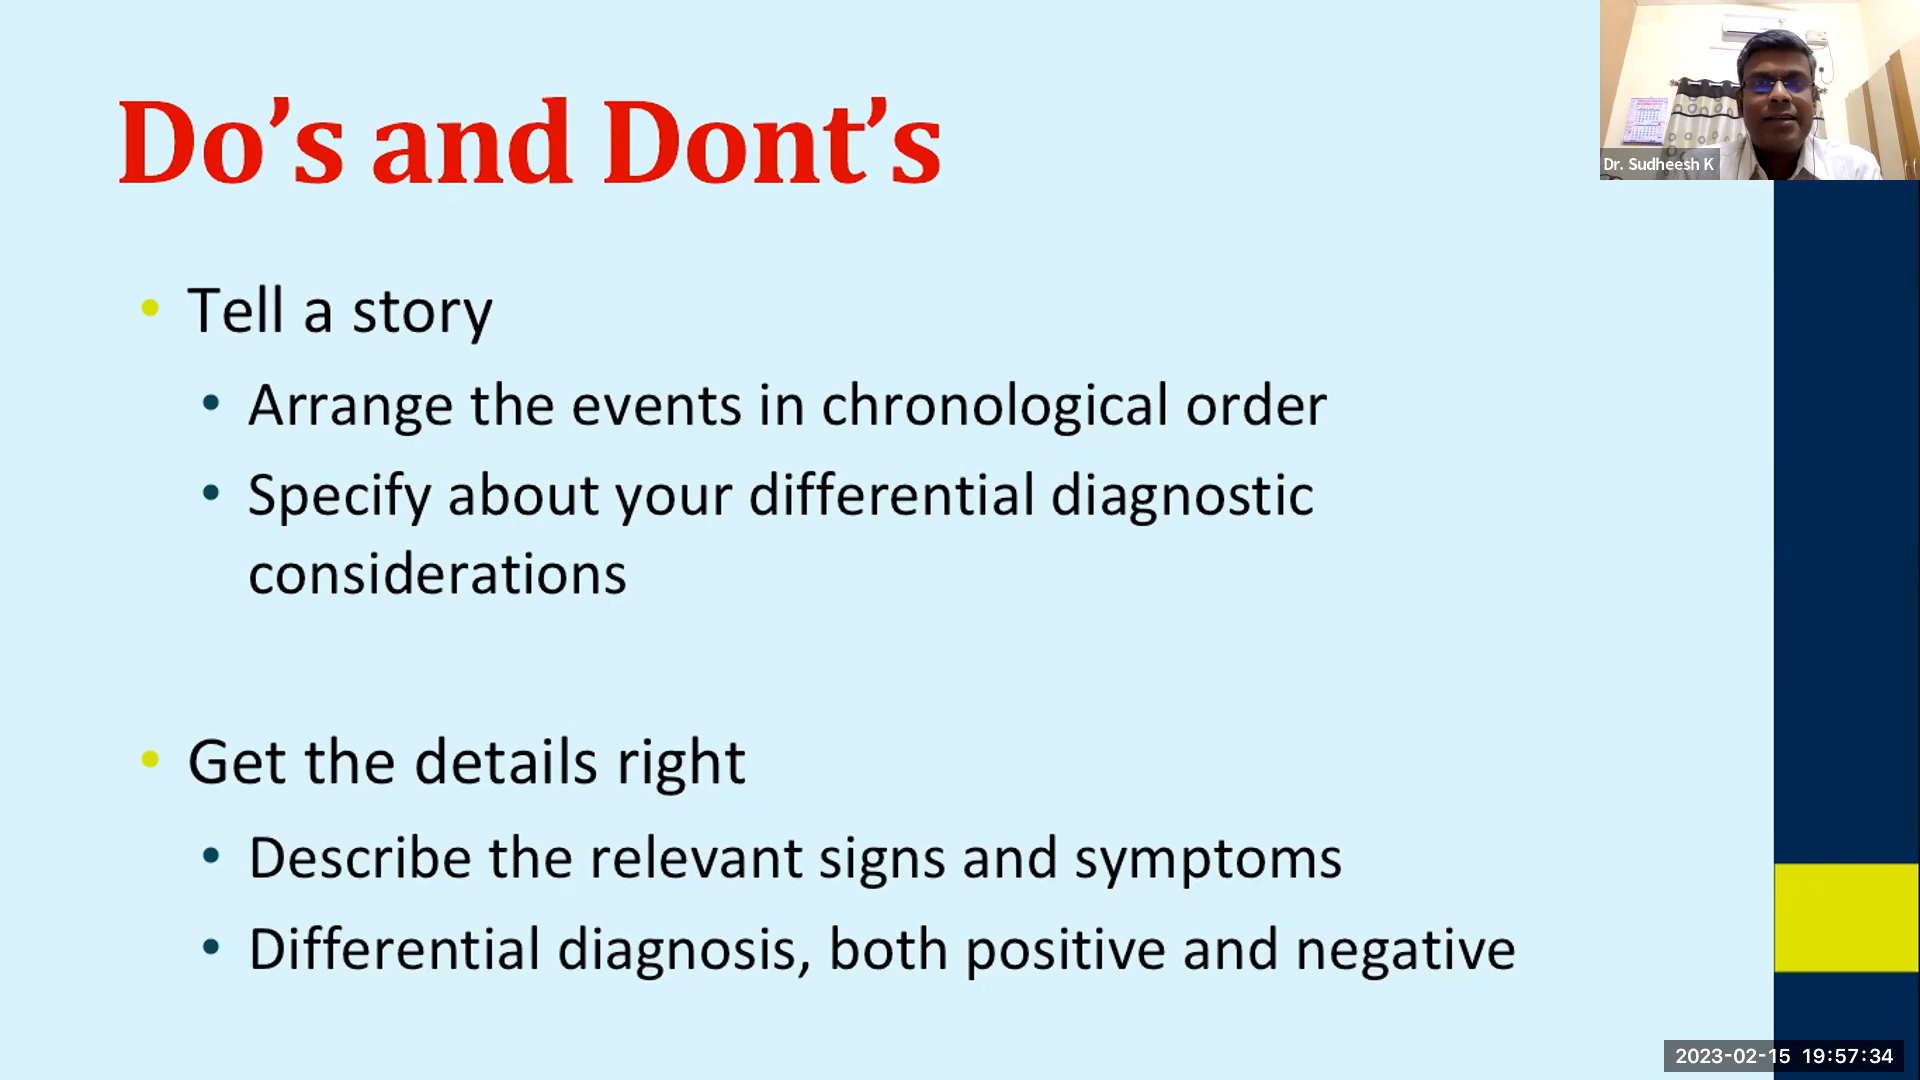 Do’s and Dont’s
• Tell a story
• Arrange the events in chronological order
• Specify about your differential diagnostic
considerations
• Get the details right
• Describe the relevant signs and symptoms
• Differential diagnosis, both positive and negative
Dr. Sudheesh K
2023-02-15 19:57:34